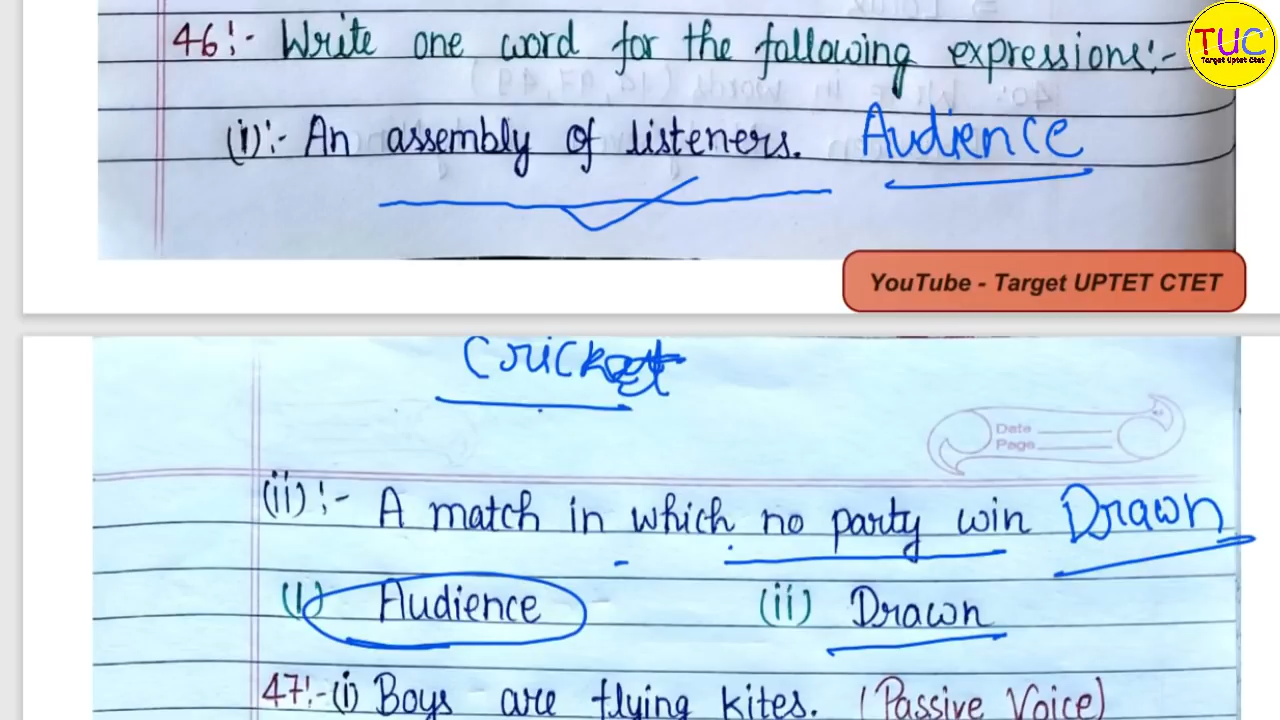 TUC
Target Uptet Ctet
46:- Write one word for the following expressions:-
(i):- An assembly of listeners. Audience
YouTube - Target UPTET CTET
Cricket
Date
Page
(ii):- A match in which no party win Drawn
(i) Audience (ii) Drawn
47:-(i) Boys are flying kites. (Passive Voice)